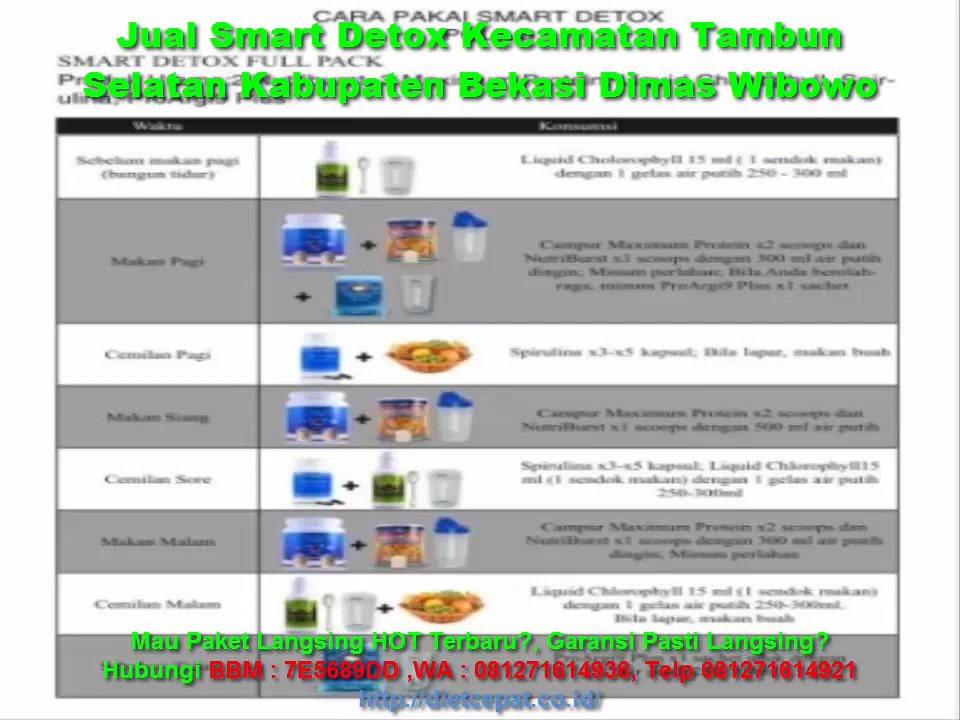 CARA PAKAI SMART DETOX
Jual Smart Detox Kecamatan Tambun
SMART DETOX FULL PACK
Selatan Kabupaten Bekasi Dimas Wibowo
Waktu Konsumsi
Sebelum makan pagi
(bangun tidur)
Liquid Cholorophyll 15 ml ( 1 sendok makan)
dengan 1 gelas air putih 250 - 300 ml
Makan Pagi
Campur Maximum Protein x2 scoops dan
NutriBurst x1 scoops dengan 300 ml air putih
dingin; Minum perlahan; Bila Anda berolah-
raga, minum ProArgi9 Plus x1 sachet
Cemilan Pagi
Spirulina x3-x5 kapsul; Bila lapar, makan buah
Makan Siang
Campur Maximum Protein x2 scoops dan
NutriBurst x1 scoops dengan 500 ml air putih
Cemilan Sore
Spirulina x3-x5 kapsul; Liquid Chlorophyll15
ml (1 sendok makan) dengan 1 gelas air putih
250-300ml
Makan Malam
Campur Maximum Protein x2 scoops dan
NutriBurst x1 scoops dengan 300 ml air putih
dingin; Minum perlahan
Cemilan Malam
Liquid Chlorophyll 15 ml (1 sendok makan)
dengan 1 gelas air putih 250-300ml.
Bila lapar, makan buah
Mau Paket Langsing HOT Terbaru?, Garansi Pasti Langsing?
Hubungi BBM : 7E5689DD ,WA : 081271614936, Telp 081271614921
http://dietcepat.co.id/